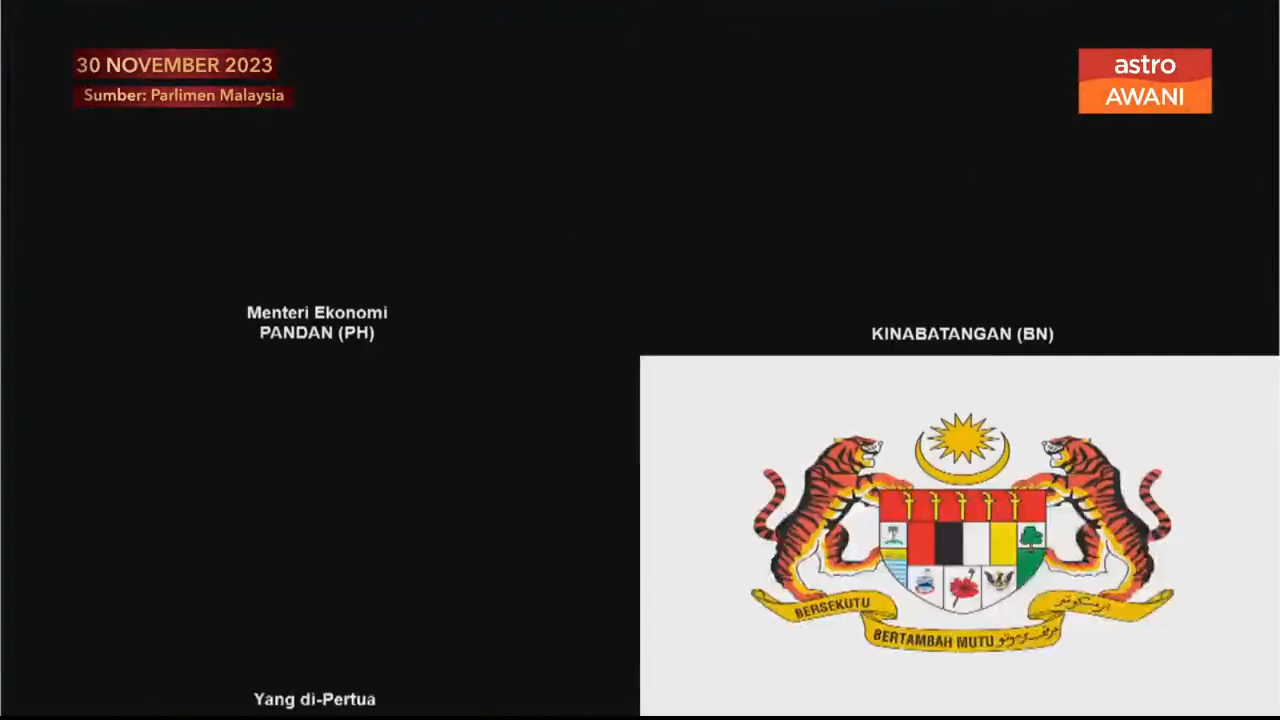 30 NOVEMBER 2023
Sumber: Parlimen Malaysia
astro
AWANI
Menteri Ekonomi
PANDAN (PH)
KINABATANGAN (BN)
BERSEKUTU
BERTAMBAH MUTU
Yang di-Pertua